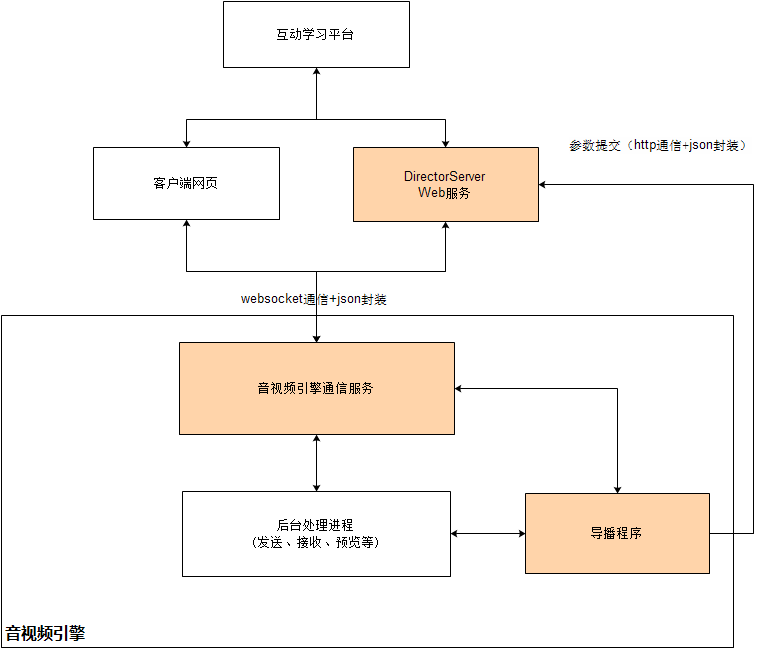 互动学习平台
参数提交（http通信+json封装）
客户端网页
DirectorServer
Web服务
websocket通信+json封装
音视频引擎通信服务
后台处理进程
(发送、接收、预览等)
导播程序
音视频引擎